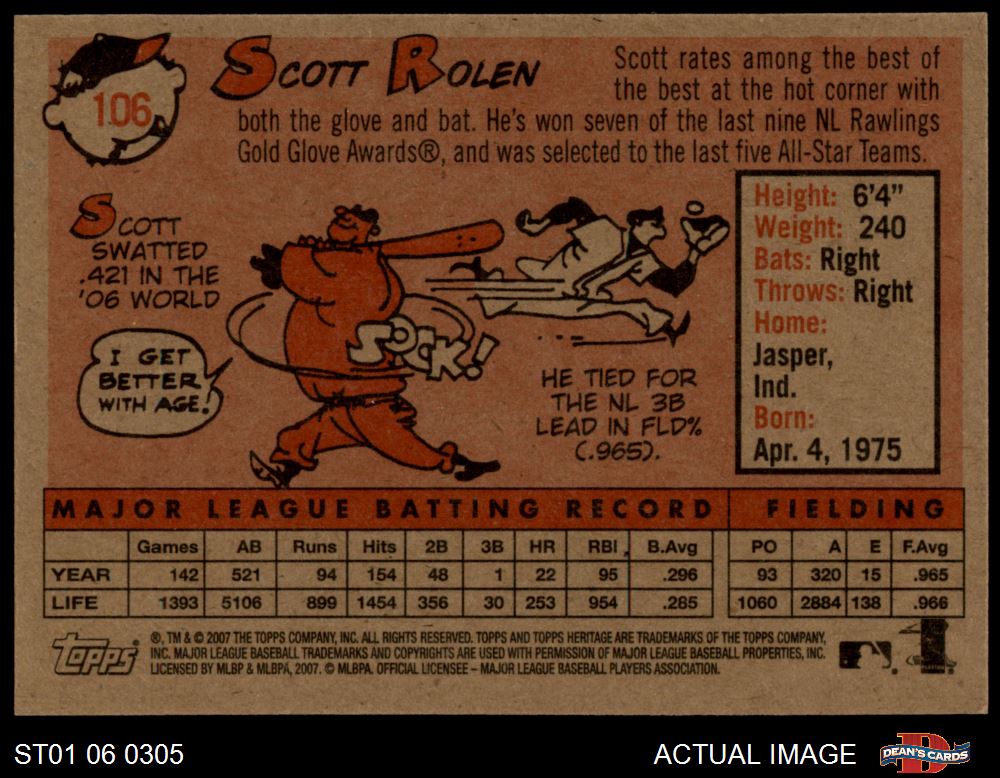 106
SCOTT ROLEN
Scott rates among the best of
the best at the hot corner with
both the glove and bat. He's won seven of the last nine NL Rawlings
Gold Glove Awards®, and was selected to the last five All-Star Teams.
SCOTT
SWATTED
.421 IN THE
'06 WORLD
I GET
BETTER
WITH AGE!
SOCK!
HE TIED FOR
THE NL 3B
LEAD IN FLD%
(.965).
Height: 6'4"
Weight: 240
Bats: Right
Throws: Right
Home:
Jasper,
Ind.
Born:
Apr. 4, 1975
MAJOR LEAGUE BATTING RECORD FIELDING
Games AB Runs Hits 2B 3B HR RBI B.Avg PO A E F.Avg
YEAR 142 521 94 154 48 1 22 95 .296 93 320 15 .965
LIFE 1393 5106 899 1454 356 30 253 954 .285 1060 2884 138 .966
Topps
®, TM & © 2007 THE TOPPS COMPANY, INC. ALL RIGHTS RESERVED. TOPPS AND TOPPS HERITAGE ARE TRADEMARKS OF THE TOPPS COMPANY,
INC. MAJOR LEAGUE BASEBALL TRADEMARKS AND COPYRIGHTS ARE USED WITH PERMISSION OF MAJOR LEAGUE BASEBALL PROPERTIES, INC.
LICENSED BY MLBP & MLBPA, 2007. © MLBPA. OFFICIAL LICENSEE – MAJOR LEAGUE BASEBALL PLAYERS ASSOCIATION.
ST01 06 0305
ACTUAL IMAGE
DEAN'S CARDS